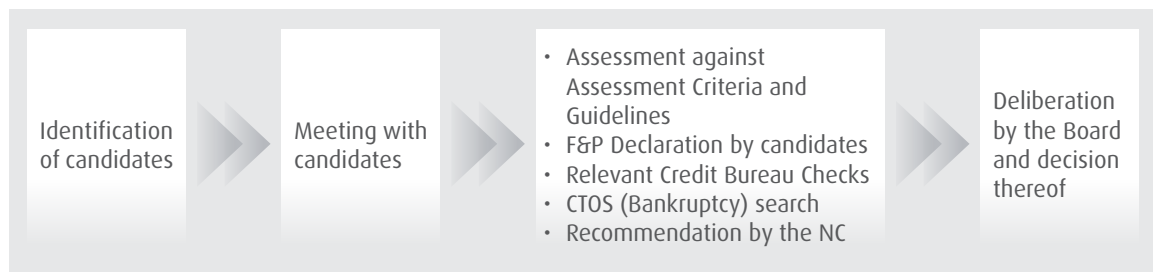 Identification
of candidates
Meeting with
candidates
• Assessment against
Assessment Criteria and
Guidelines
• F&P Declaration by candidates
• Relevant Credit Bureau Checks
• CTOS (Bankruptcy) search
• Recommendation by the NC
Deliberation
by the Board
and decision
thereof